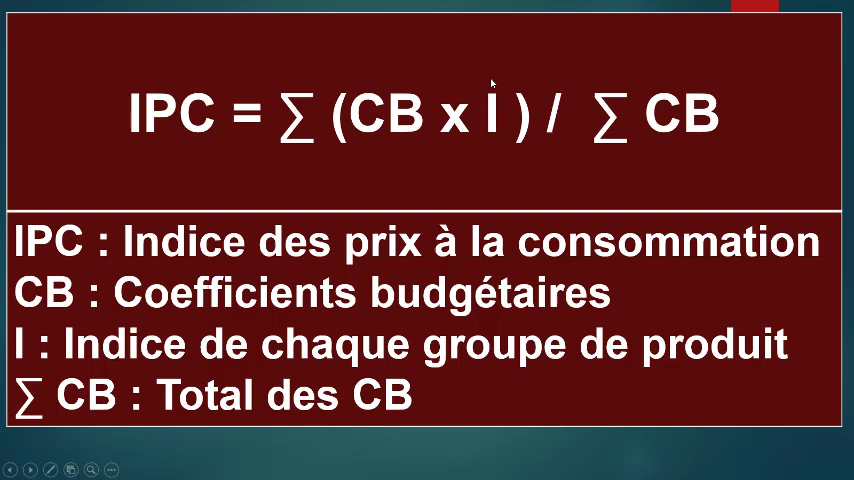 IPC = ∑ (CB x I ) / ∑ CB
IPC : Indice des prix à la consommation
CB : Coefficients budgétaires
I : Indice de chaque groupe de produit
∑ CB : Total des CB